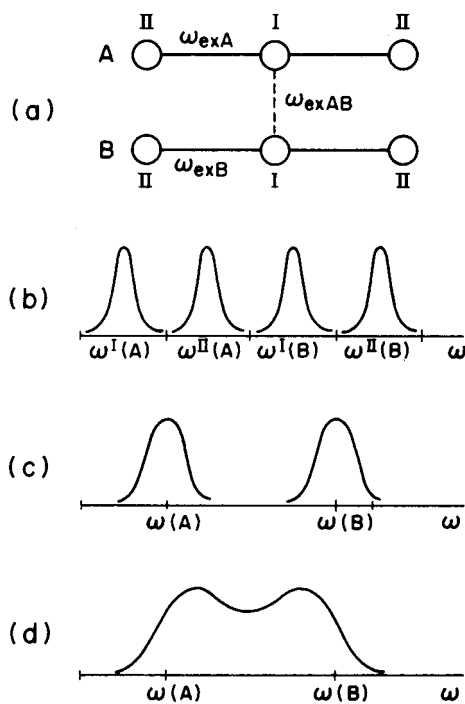 II I II
A ω_exA
(a) ω_exAB
B ω_exB
II I II
(b)
ω^I(A) ω^II(A) ω^I(B) ω^II(B) ω
(c)
ω(A) ω(B) ω
(d)
ω(A) ω(B) ω